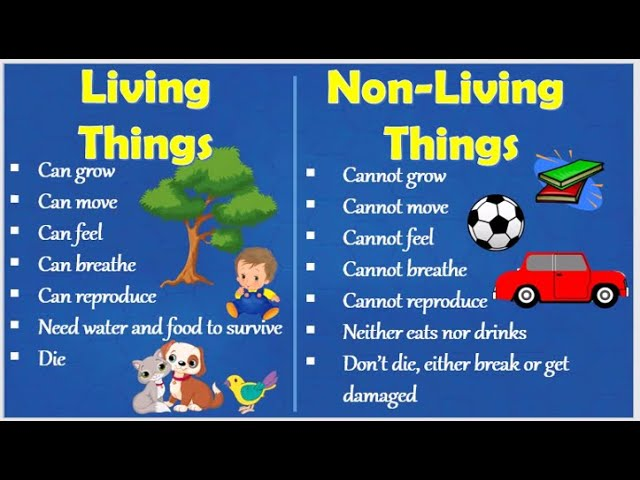 Living
Things
▪ Can grow
▪ Can move
▪ Can feel
▪ Can breathe
▪ Can reproduce
▪ Need water and food to survive
▪ Die
Non-Living
Things
▪ Cannot grow
▪ Cannot move
▪ Cannot feel
▪ Cannot breathe
▪ Cannot reproduce
▪ Neither eats nor drinks
▪ Don't die, either break or get
damaged